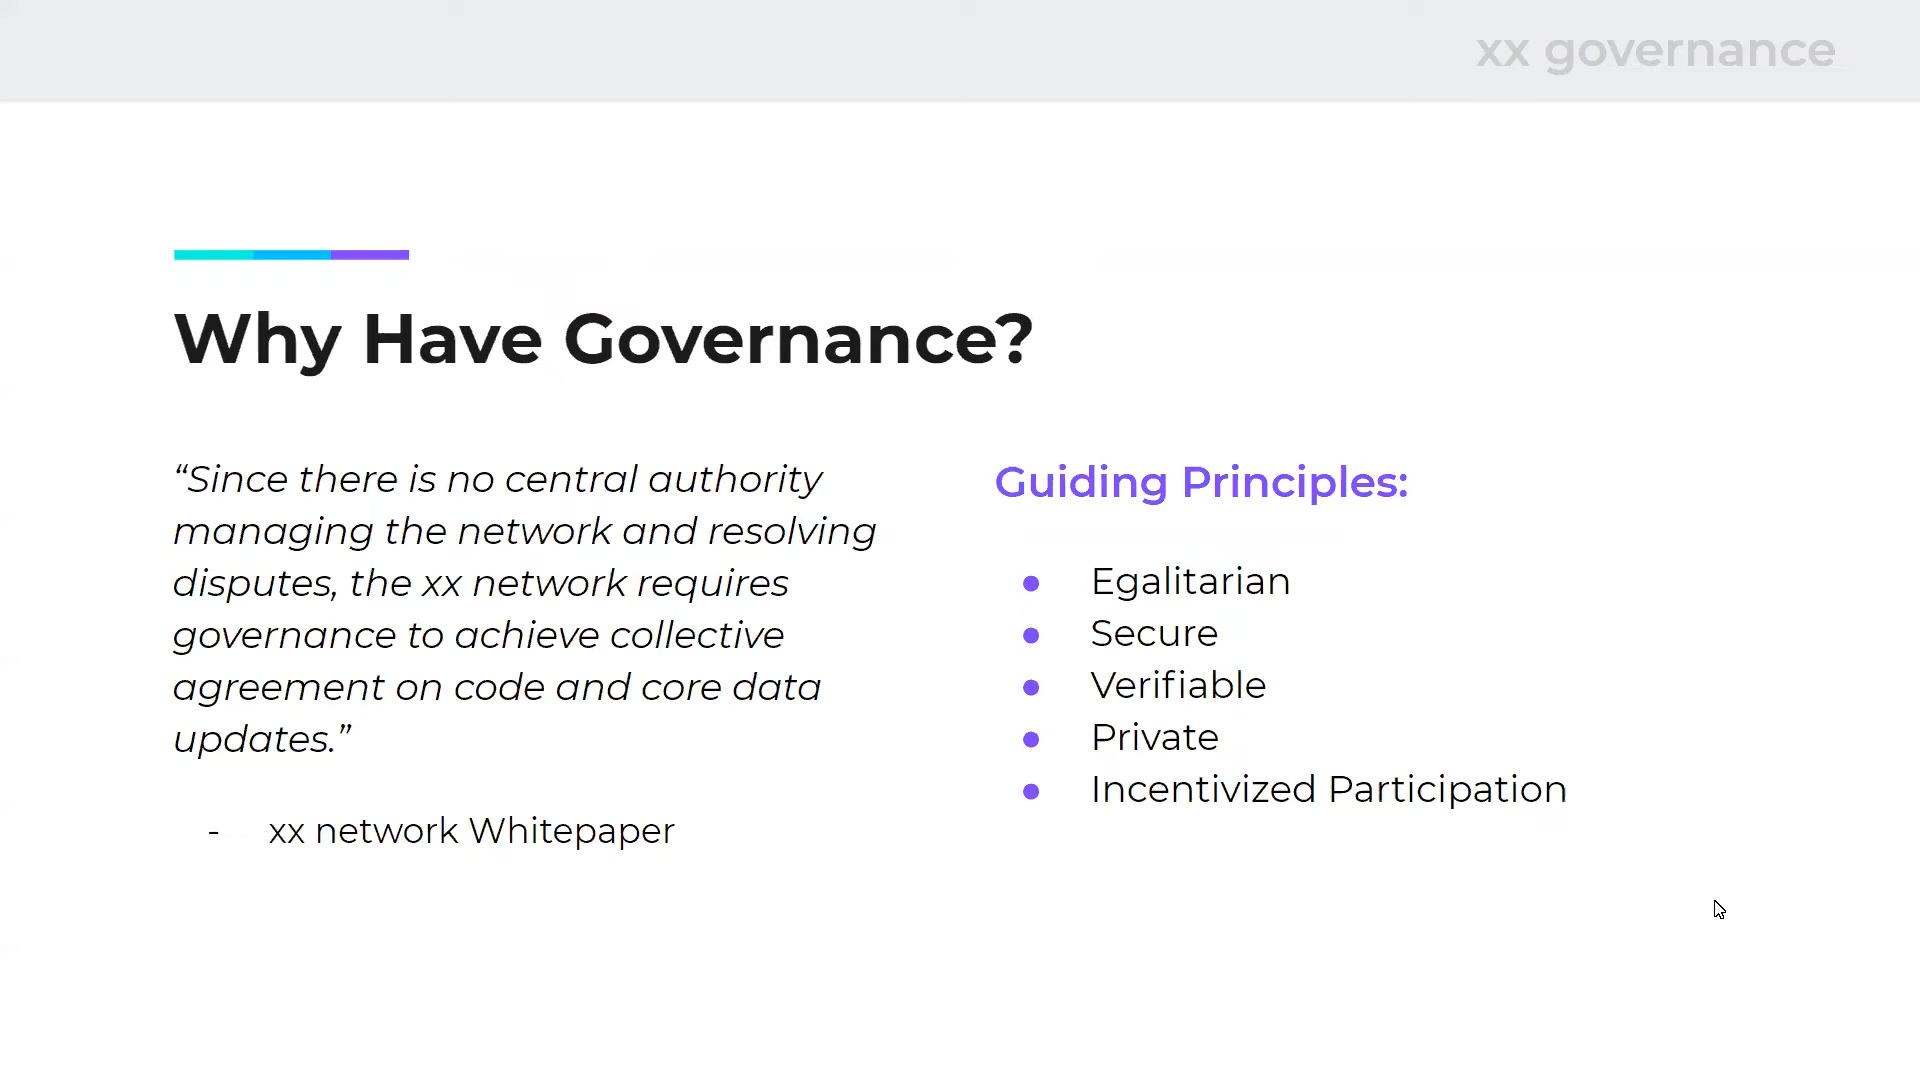 xx governance
Why Have Governance?
“Since there is no central authority
managing the network and resolving
disputes, the xx network requires
governance to achieve collective
agreement on code and core data
updates.”
- xx network Whitepaper
Guiding Principles:
● Egalitarian
● Secure
● Verifiable
● Private
● Incentivized Participation